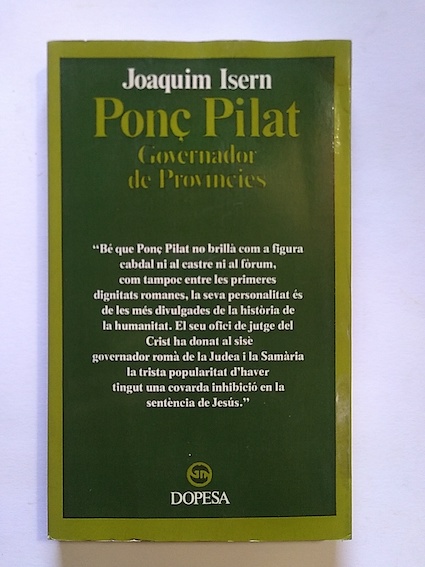 Joaquim Isern
Ponç Pilat
Governador
de Províncies
“Bé que Ponç Pilat no brillà com a figura
cabdal ni al castre ni al fòrum,
com tampoc entre les primeres
dignitats romanes, la seva personalitat és
de les més divulgades de la història de
la humanitat. El seu ofici de jutge del
Crist ha donat al sisè
governador romà de la Judea i la Samària
la trista popularitat d’haver
tingut una covarda inhibició en la
sentència de Jesús.”
DOPESA